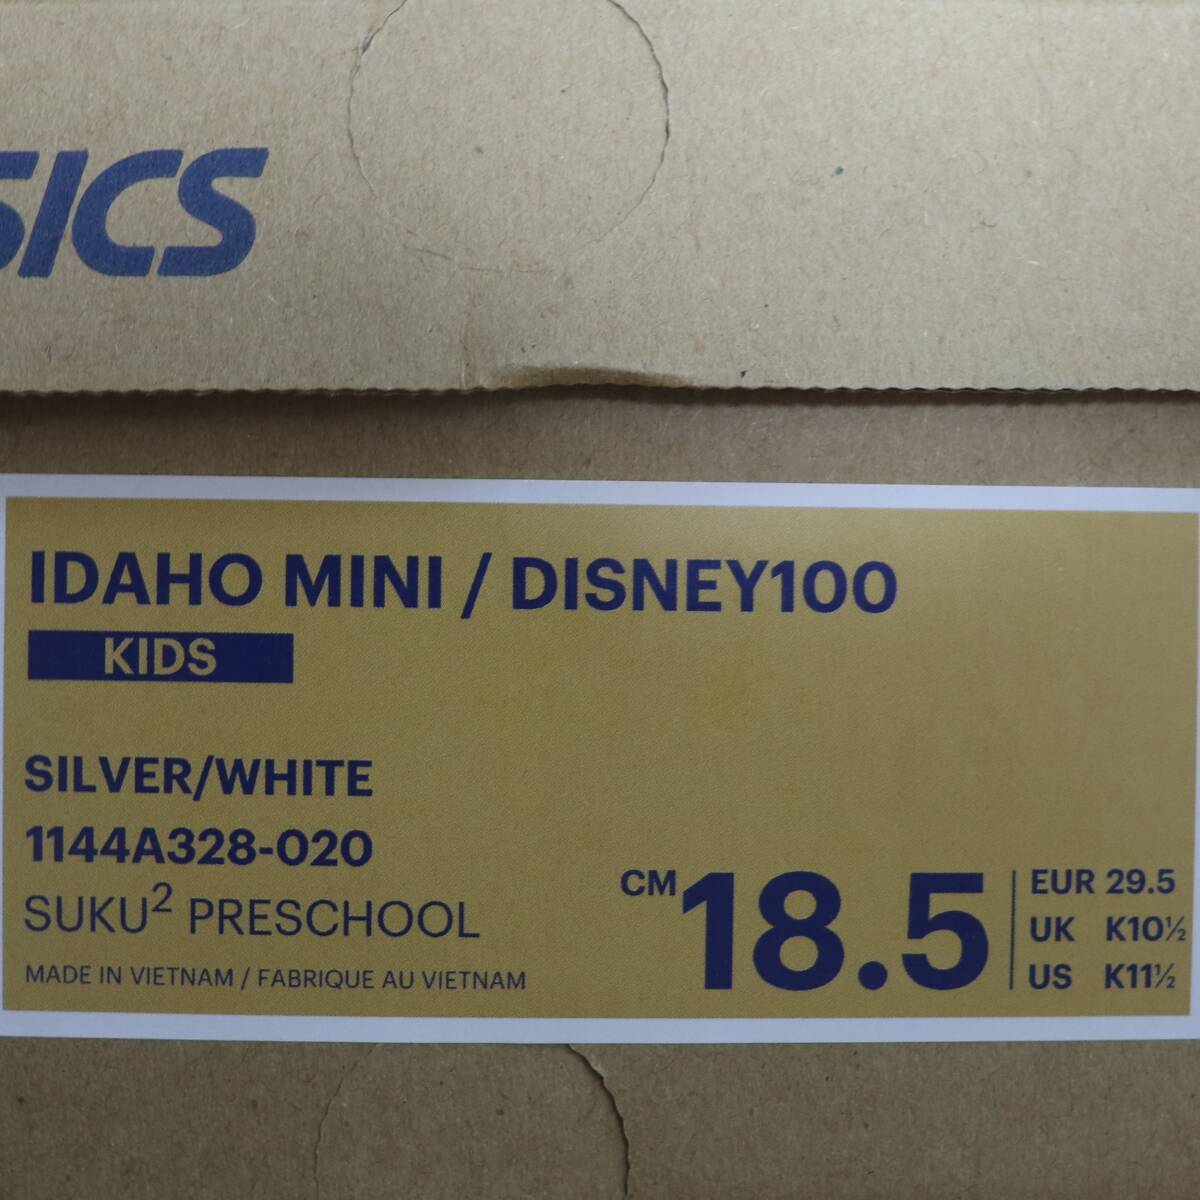 SICS
IDAHO MINI / DISNEY100
KIDS
SILVER/WHITE
1144A328-020
SUKU² PRESCHOOL
MADE IN VIETNAM / FABRIQUE AU VIETNAM
CM 18.5
EUR 29.5
UK K10½
US K11½